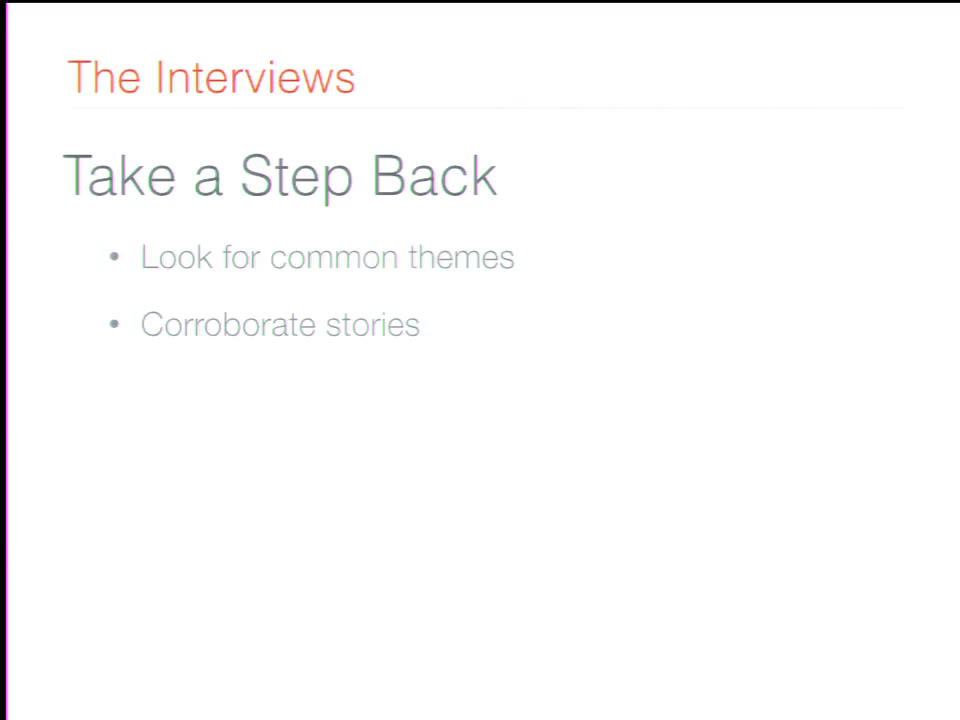 The Interviews
Take a Step Back
• Look for common themes
• Corroborate stories